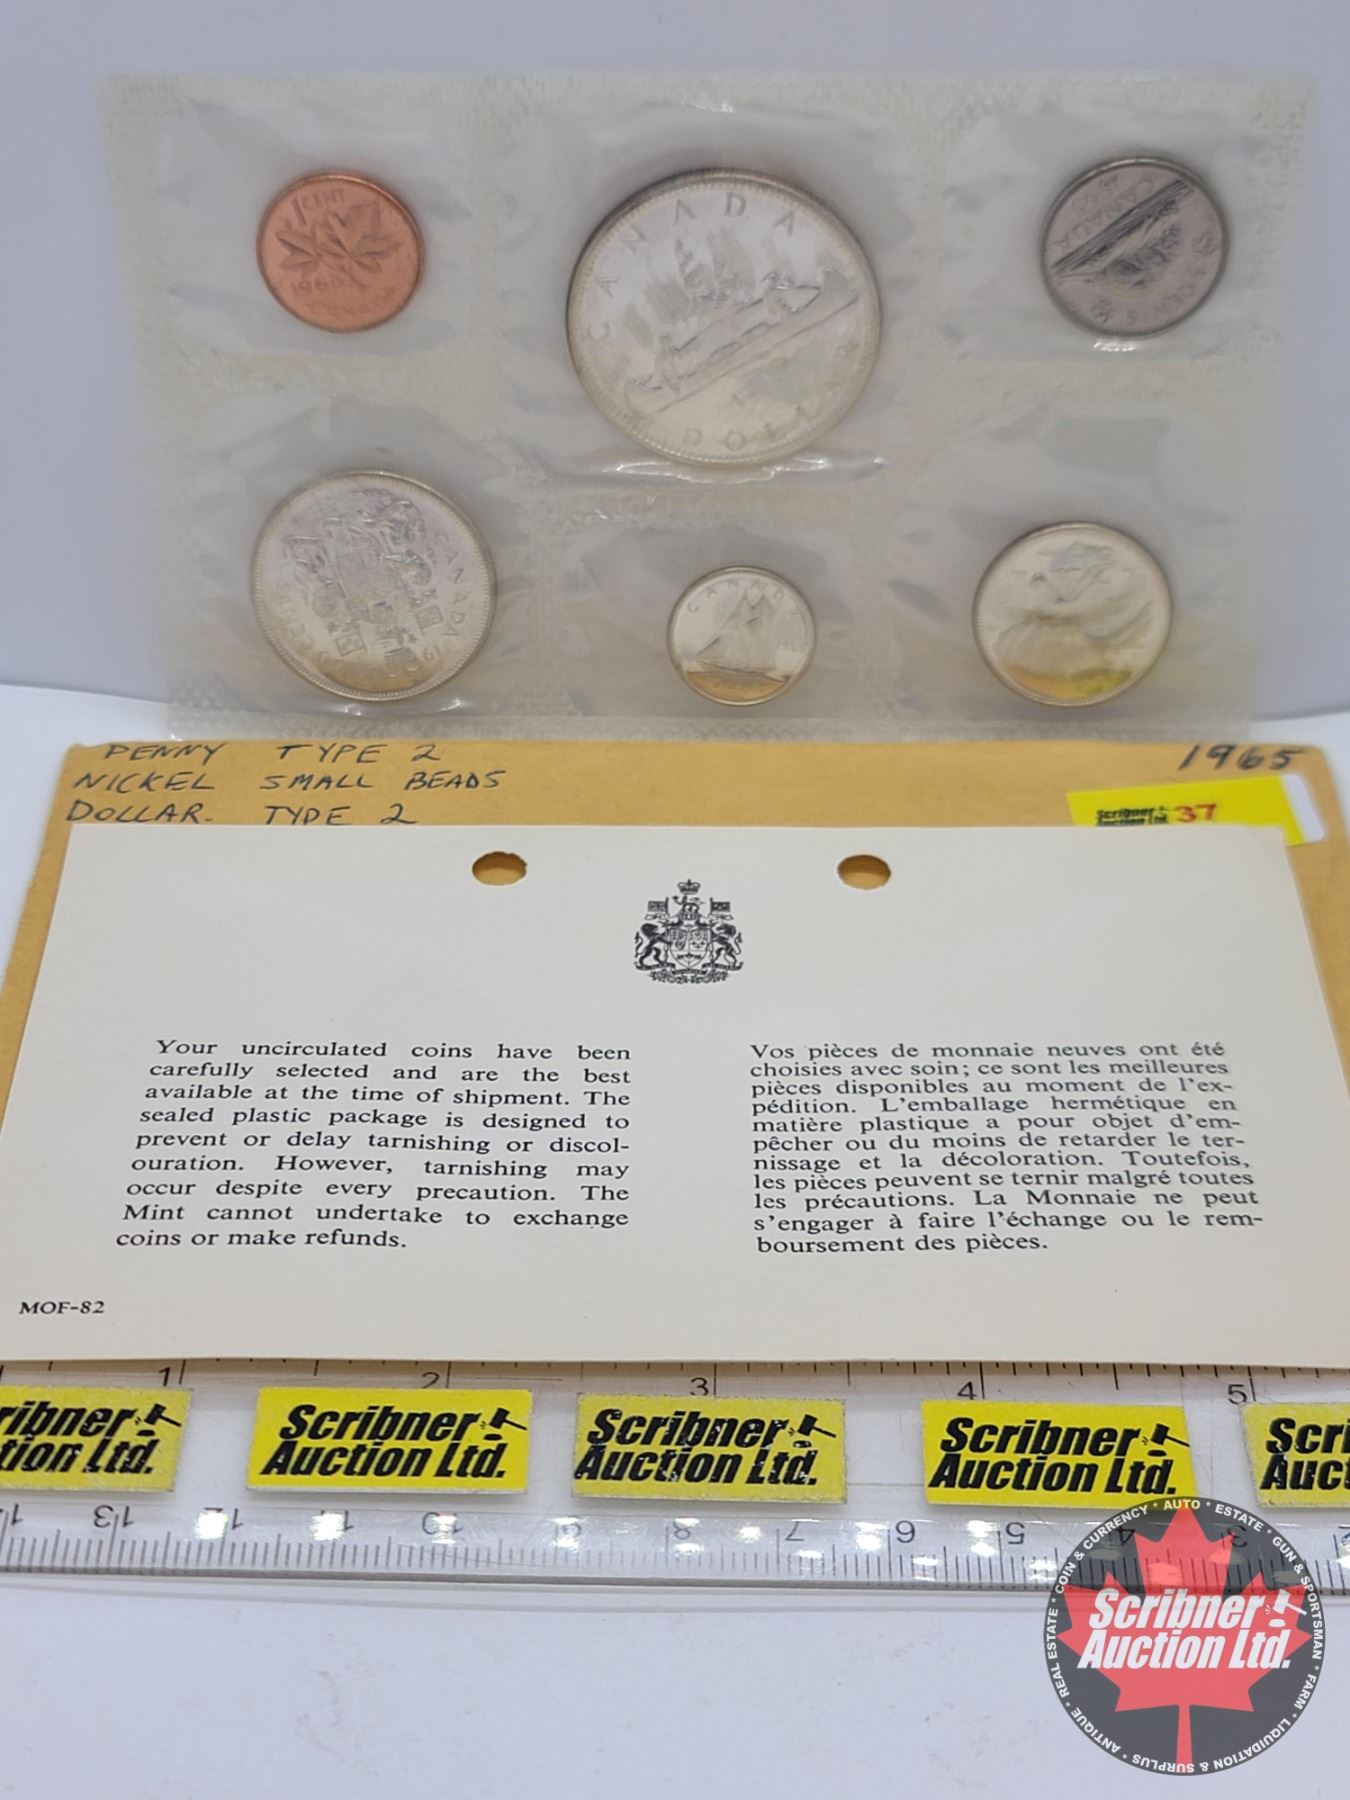 1 CENT
1965
CANADA
DOLLAR
CANADA
5 CENTS
CANADA
19
CANADA
PENNY TYPE 2
1965
NICKEL SMALL BEADS
DOLLAR. TYPE 2
Scribner
Auction Ltd. 37
Your uncirculated coins have been
carefully selected and are the best
available at the time of shipment. The
sealed plastic package is designed to
prevent or delay tarnishing or discol-
ouration. However, tarnishing may
occur despite every precaution. The
Mint cannot undertake to exchange
coins or make refunds.
Vos pièces de monnaie neuves ont été
choisies avec soin; ce sont les meilleures
pièces disponibles au moment de l'ex-
pédition. L'emballage hermétique en
matière plastique a pour objet d'em-
pêcher ou du moins de retarder le ter-
nissage et la décoloration. Toutefois,
les pièces peuvent se ternir malgré toutes
les précautions. La Monnaie ne peut
s'engager à faire l'échange ou le rem-
boursement des pièces.
MOF-82
1 2 3 4 5
ribner
tion Ltd.
Scribner
Auction Ltd.
Scribner
Auction Ltd.
Scribner
Auction Ltd.
Scri
Auct
13 12 11 10 9 8 7 6 5 4 3 2
COIN & CURRENCY * AUTO * ESTATE * GUN & SPORTSMAN * FARM * LIQUIDATION & SURPLUS * ANTIQUE * REAL ESTATE *
Scribner
Auction Ltd.